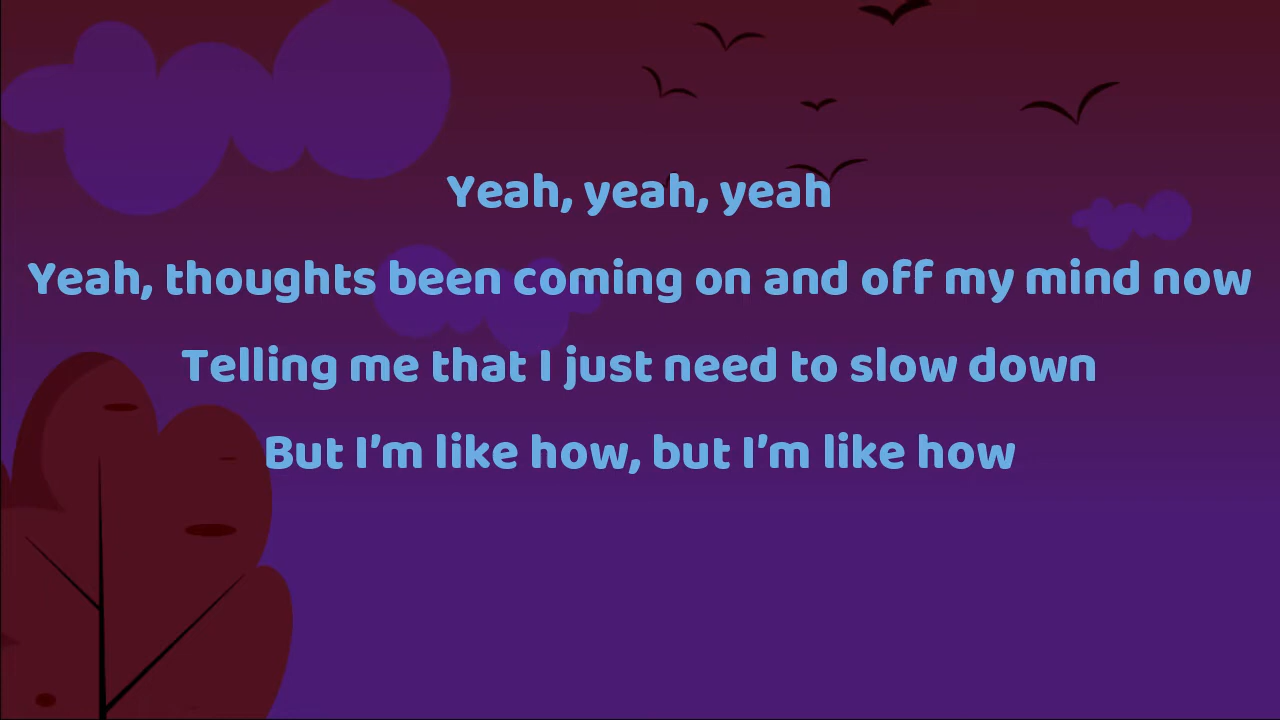 Yeah, yeah, yeah
Yeah, thoughts been coming on and off my mind now
Telling me that I just need to slow down
But I’m like how, but I’m like how